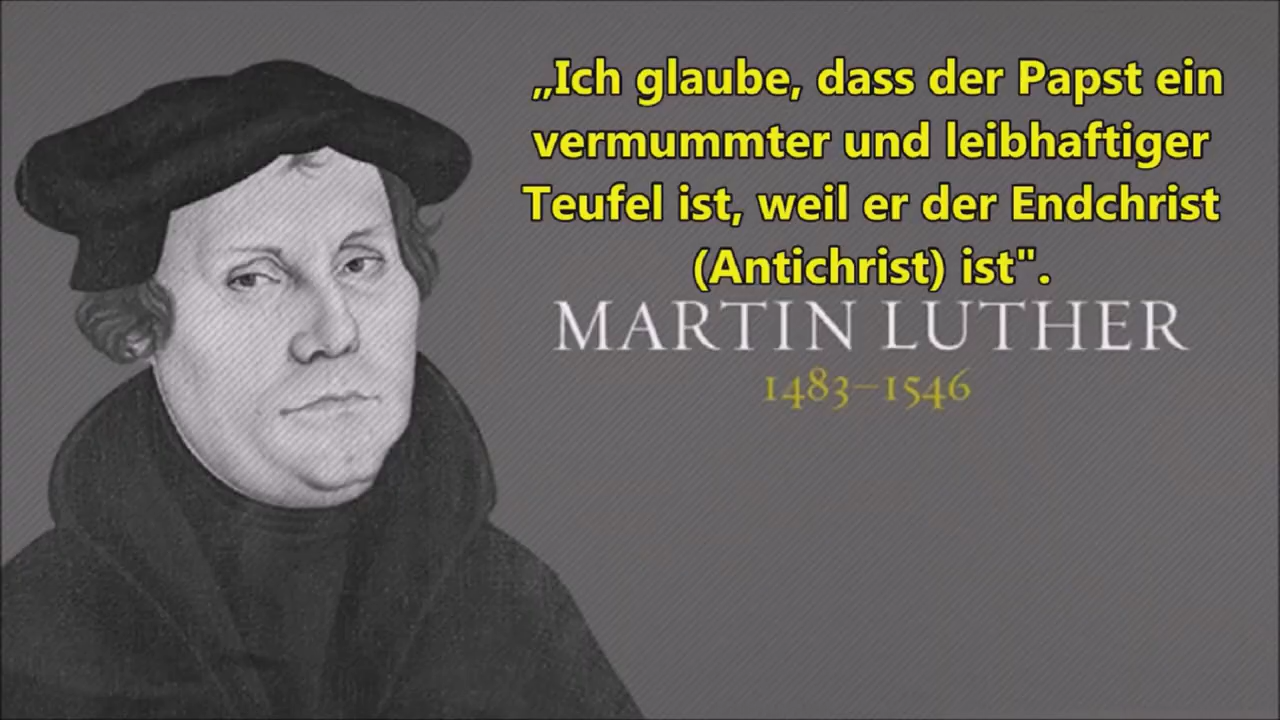 „Ich glaube, dass der Papst ein
vermummter und leibhaftiger
Teufel ist, weil er der Endchrist
(Antichrist) ist".
MARTIN LUTHER
1483–1546